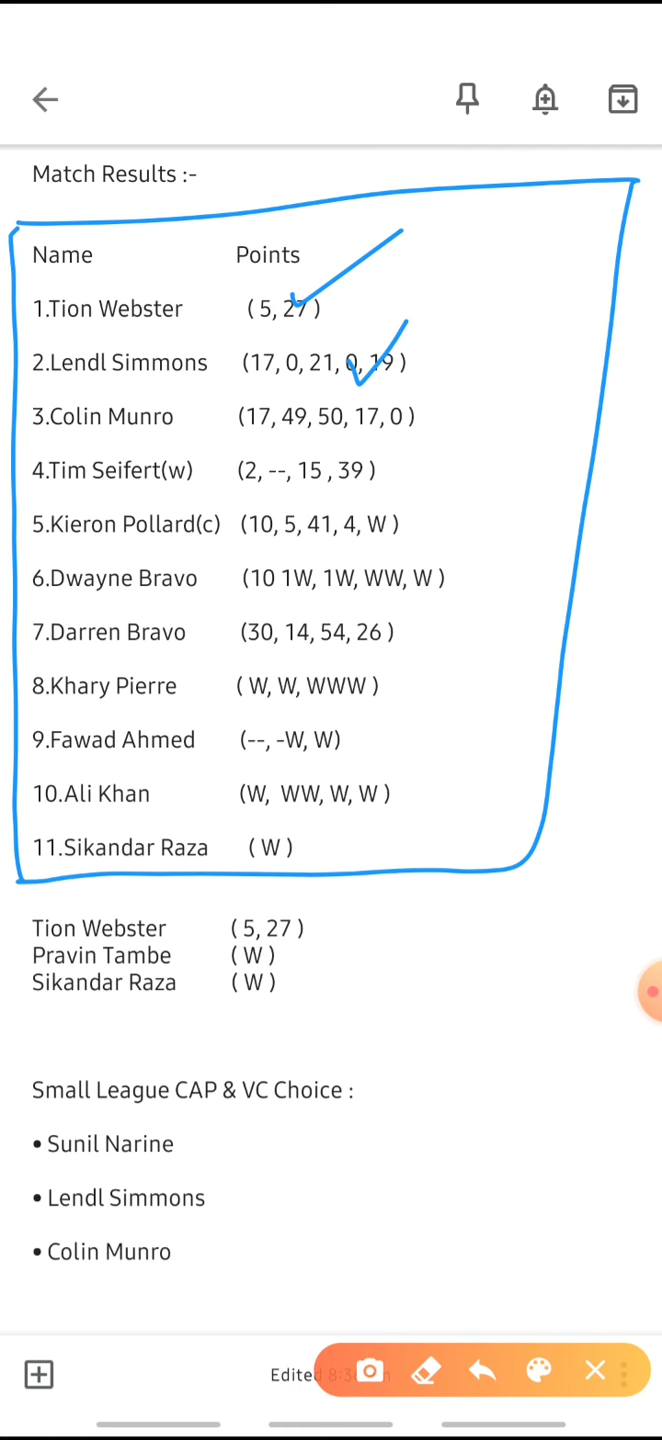 Match Results :-
Name Points
1.Tion Webster ( 5, 27 )
2.Lendl Simmons (17, 0, 21, 0, 19 )
3.Colin Munro (17, 49, 50, 17, 0 )
4.Tim Seifert(w) (2, --, 15 , 39 )
5.Kieron Pollard(c) (10, 5, 41, 4, W )
6.Dwayne Bravo (10 1W, 1W, WW, W )
7.Darren Bravo (30, 14, 54, 26 )
8.Khary Pierre ( W, W, WWW )
9.Fawad Ahmed (--, -W, W)
10.Ali Khan (W, WW, W, W )
11.Sikandar Raza ( W )
Tion Webster ( 5, 27 )
Pravin Tambe ( W )
Sikandar Raza ( W )
Small League CAP & VC Choice :
• Sunil Narine
• Lendl Simmons
• Colin Munro
Edited